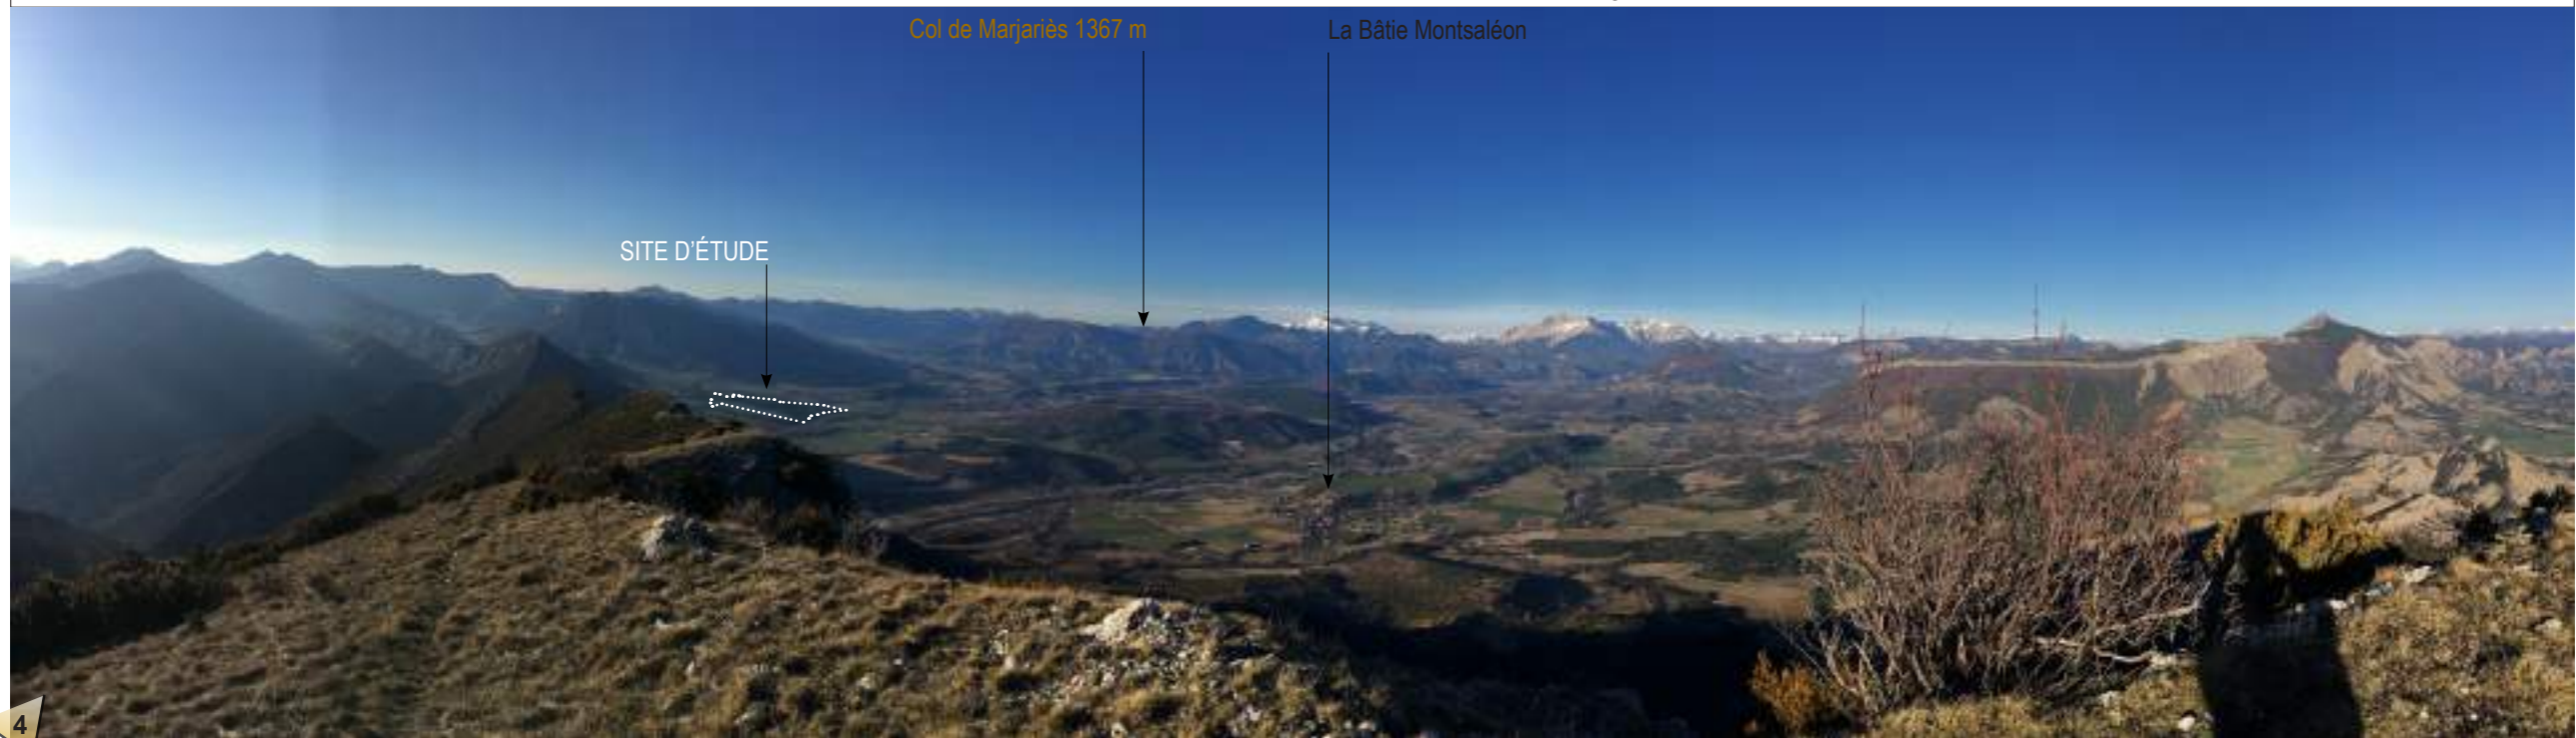 Col de Marjariès 1367 m
La Bâtie Montsaléon
SITE D'ÉTUDE
4